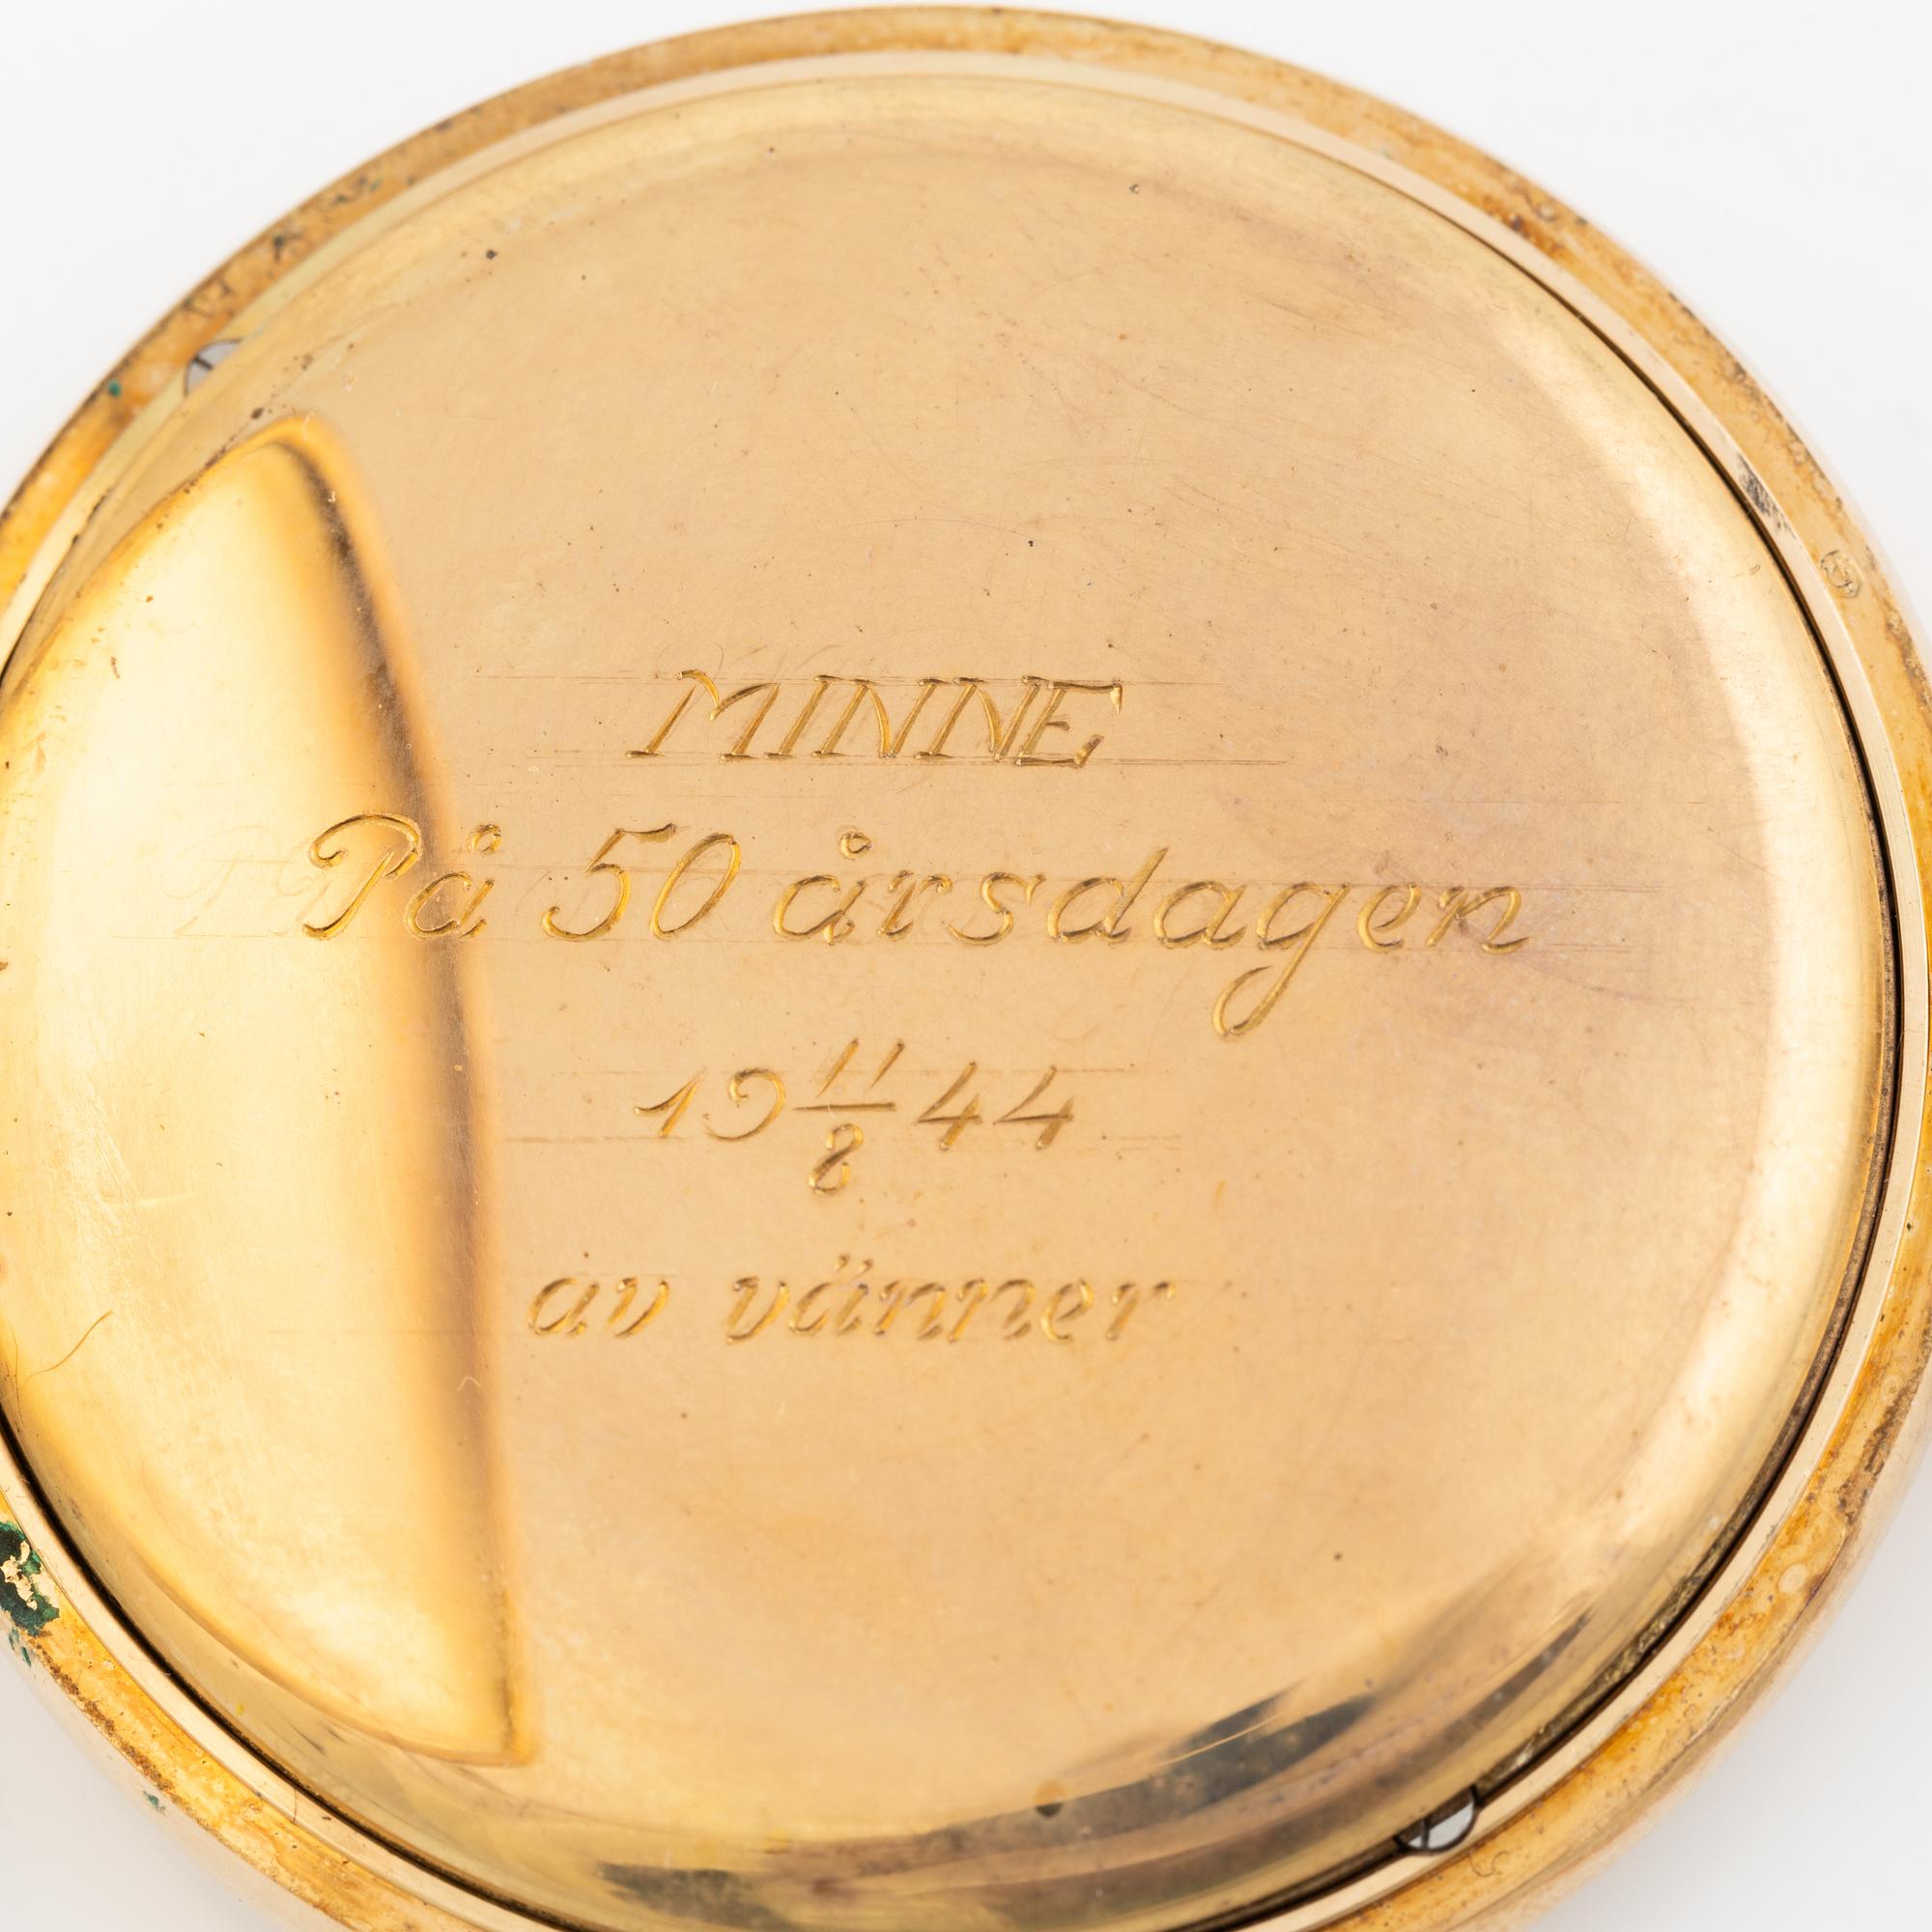 MINNE
På 50 årsdagen
19 11/8 44
av vänner